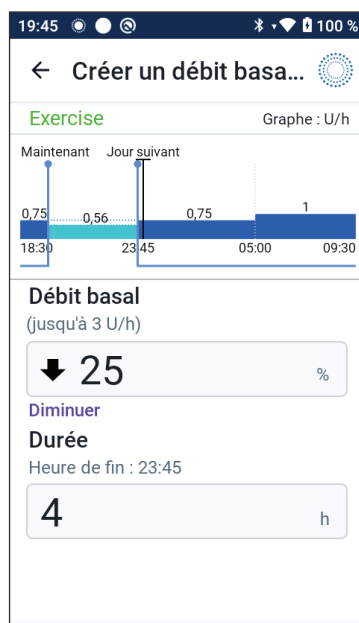 19:45 100 %
Créer un débit basa...
Exercise Graphe : U/h
Maintenant Jour suivant
0,75 0,56 0,75 1
18:30 23:45 05:00 09:30
Débit basal
(jusqu'à 3 U/h)
25 %
Diminuer
Durée
Heure de fin : 23:45
4 h